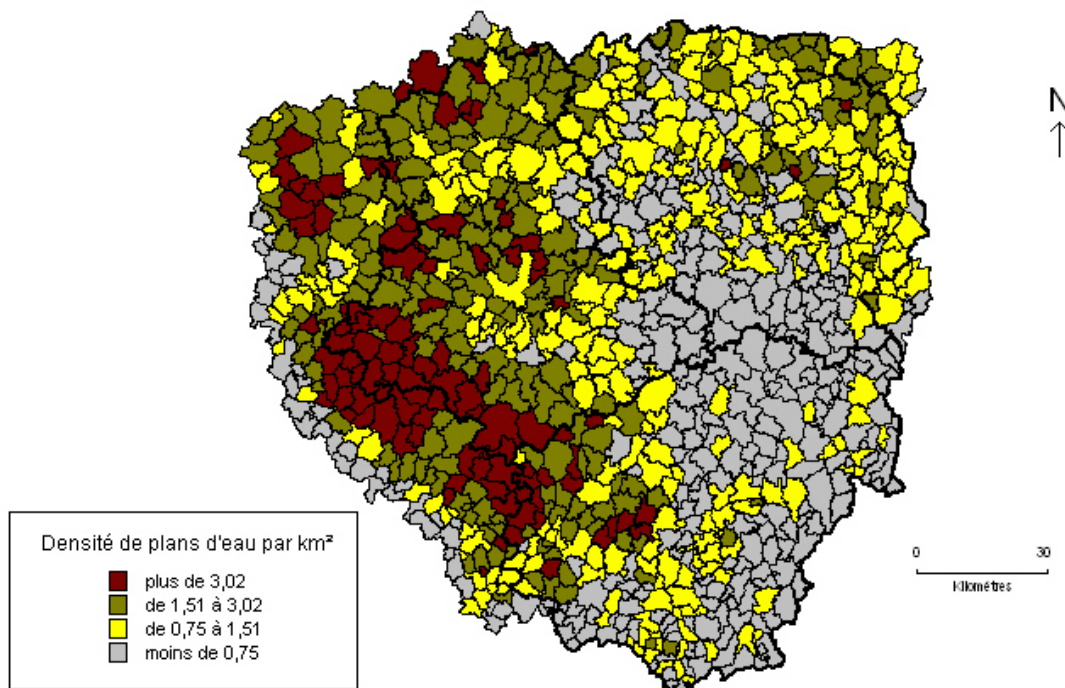 N
Densité de plans d'eau par km²
plus de 3,02
de 1,51 à 3,02
de 0,75 à 1,51
moins de 0,75
0 30
Kilométres